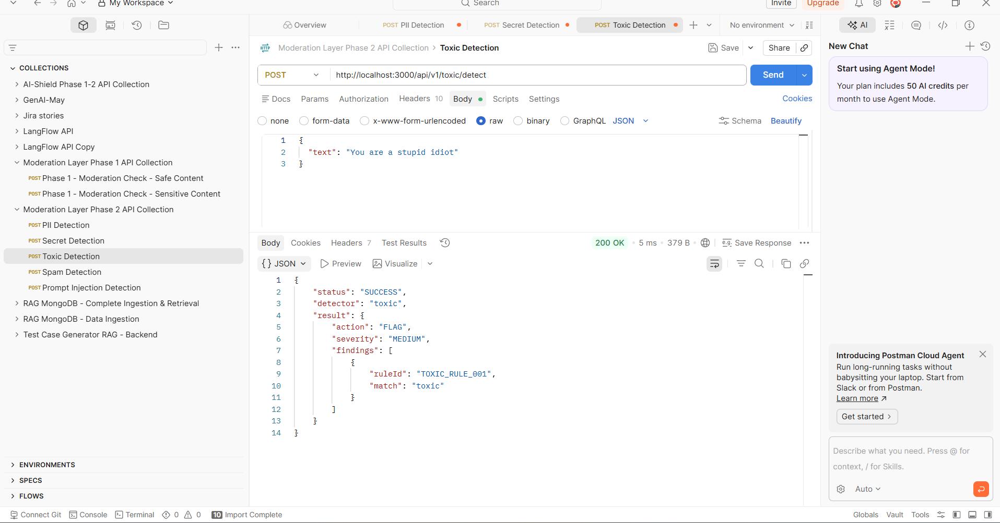 My Workspace
Search
Invite
Upgrade
Overview
POST PII Detection
POST Secret Detection
POST Toxic Detection
No environment
AI
COLLECTIONS
AI-Shield Phase 1-2 API Collection
GenAI-May
Jira stories
LangFlow API
LangFlow API Copy
Moderation Layer Phase 1 API Collection
POST Phase 1 - Moderation Check - Safe Content
POST Phase 1 - Moderation Check - Sensitive Content
Moderation Layer Phase 2 API Collection
POST PII Detection
POST Secret Detection
POST Toxic Detection
POST Spam Detection
POST Prompt Injection Detection
RAG MongoDB - Complete Ingestion & Retrieval
RAG MongoDB - Data Ingestion
Test Case Generator RAG - Backend
ENVIRONMENTS
SPECS
FLOWS
HTTP Moderation Layer Phase 2 API Collection > Toxic Detection
Save
Share
POST http://localhost:3000/api/v1/toxic/detect
Send
Docs Params Authorization Headers 10 Body Scripts Settings
Cookies
none form-data x-www-form-urlencoded raw binary GraphQL JSON
Schema Beautify
1 {
2 "text": "You are a stupid idiot"
3 }
Body Cookies Headers 7 Test Results
200 OK • 5 ms • 379 B •
e.g. Save Response
{} JSON Preview Visualize
1 {
2 "status": "SUCCESS",
3 "detector": "toxic",
4 "result": {
5 "action": "FLAG",
6 "severity": "MEDIUM",
7 "findings": [
8 {
9 "ruleId": "TOXIC_RULE_001",
10 "match": "toxic"
11 }
12 ]
13 }
14 }
New Chat
Start using Agent Mode!
Your plan includes 50 AI credits per
month to use Agent Mode.
Introducing Postman Cloud Agent
Run long-running tasks without
babysitting your laptop. Start from
Slack or from Postman.
Learn more
Get started
Describe what you need. Press @ for
context, / for Skills.
Auto
Connect Git Console Terminal 0 0 10 Import Complete
Globals Vault Tools